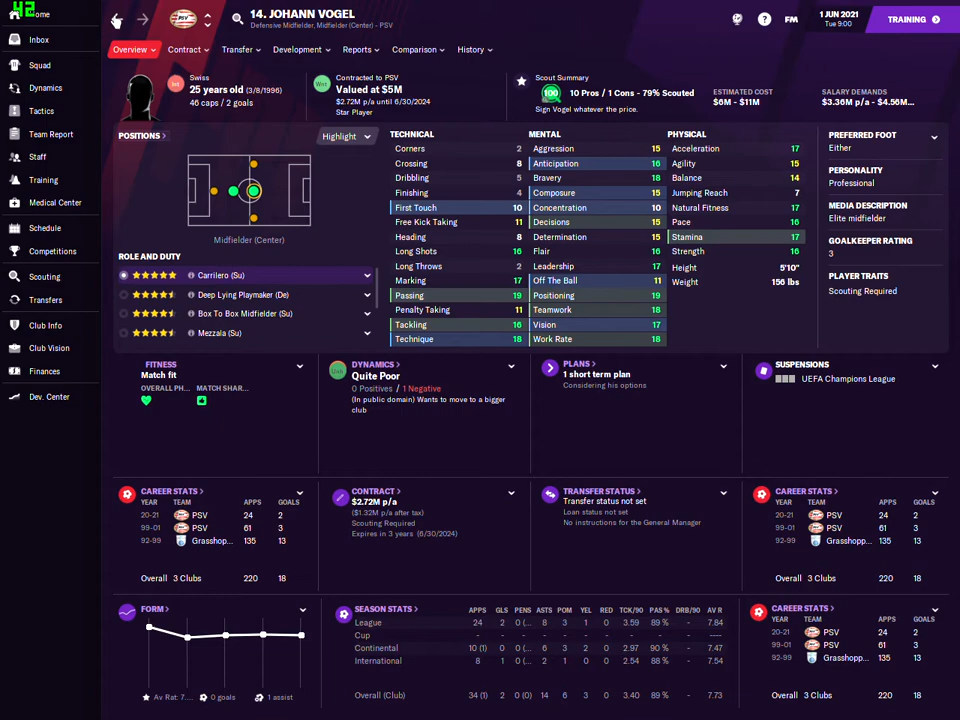 42
ome
14. JOHANN VOGEL
Defensive Midfielder, Midfielder (Center) - PSV
FM
1 JUN 2021
Tue 9:00
TRAINING
Inbox
Squad
Dynamics
Tactics
Team Report
Staff
Training
Medical Center
Schedule
Competitions
Scouting
Transfers
Club Info
Club Vision
Finances
Dev. Center
Overview
Contract
Transfer
Development
Reports
Comparison
History
Int
Swiss
25 years old (3/8/1996)
46 caps / 2 goals
Wnt
Contracted to PSV
Valued at $5M
$2.72M p/a until 6/30/2024
Star Player
Scout Summary
100
10 Pros / 1 Cons - 79% Scouted
Sign Vogel whatever the price.
ESTIMATED COST
$6M - $11M
SALARY DEMANDS
$3.36M p/a - $4.56M...
POSITIONS
Highlight
Midfielder (Center)
ROLE AND DUTY
Carrilero (Su)
Deep Lying Playmaker (De)
Box To Box Midfielder (Su)
Mezzala (Su)
TECHNICAL
Corners 2
Crossing 8
Dribbling 5
Finishing 4
First Touch 10
Free Kick Taking 11
Heading 8
Long Shots 16
Long Throws 2
Marking 17
Passing 19
Penalty Taking 11
Tackling 16
Technique 18
MENTAL
Aggression 15
Anticipation 16
Bravery 18
Composure 15
Concentration 10
Decisions 15
Determination 15
Flair 16
Leadership 17
Off The Ball 11
Positioning 19
Teamwork 18
Vision 17
Work Rate 18
PHYSICAL
Acceleration 17
Agility 15
Balance 14
Jumping Reach 7
Natural Fitness 17
Pace 16
Stamina 17
Strength 16
Height 5'10"
Weight 156 lbs
PREFERRED FOOT
Either
PERSONALITY
Professional
MEDIA DESCRIPTION
Elite midfielder
GOALKEEPER RATING
3
PLAYER TRAITS
Scouting Required
FITNESS
Match fit
OVERALL PH... MATCH SHAR...
DYNAMICS
Quite Poor
0 Positives / 1 Negative
(In public domain) Wants to move to a bigger
club
PLANS
1 short term plan
Considering his options
SUSPENSIONS
UEFA Champions League
CAREER STATS
YEAR TEAM APPS GOALS
20-21 PSV 24 2
99-01 PSV 61 3
92-99 Grasshopp... 135 13
Overall 3 Clubs 220 18
CONTRACT
$2.72M p/a
($1.32M p/a after tax)
Scouting Required
Expires in 3 years (6/30/2024)
TRANSFER STATUS
Transfer status not set
Loan status not set
No instructions for the General Manager
CAREER STATS
YEAR TEAM APPS GOALS
20-21 PSV 24 2
99-01 PSV 61 3
92-99 Grasshopp... 135 13
Overall 3 Clubs 220 18
FORM
Av Rat: 7.... 0 goals 1 assist
SEASON STATS
APPS GLS PENS ASTS POM YEL RED TCK/90 PAS % DRB/90 AV R
League 24 2 0 (... 8 3 1 0 3.59 89 % - 7.84
Cup - - - - - - - - - - ----
Continental 10 (1) 0 0 (... 6 3 2 0 2.97 90 % - 7.47
International 8 1 0 (... 2 1 0 0 2.54 88 % - 7.54
Overall (Club) 34 (1) 2 0 (0) 14 6 3 0 3.40 89 % - 7.73
CAREER STATS
YEAR TEAM APPS GOALS
20-21 PSV 24 2
99-01 PSV 61 3
92-99 Grasshopp... 135 13
Overall 3 Clubs 220 18